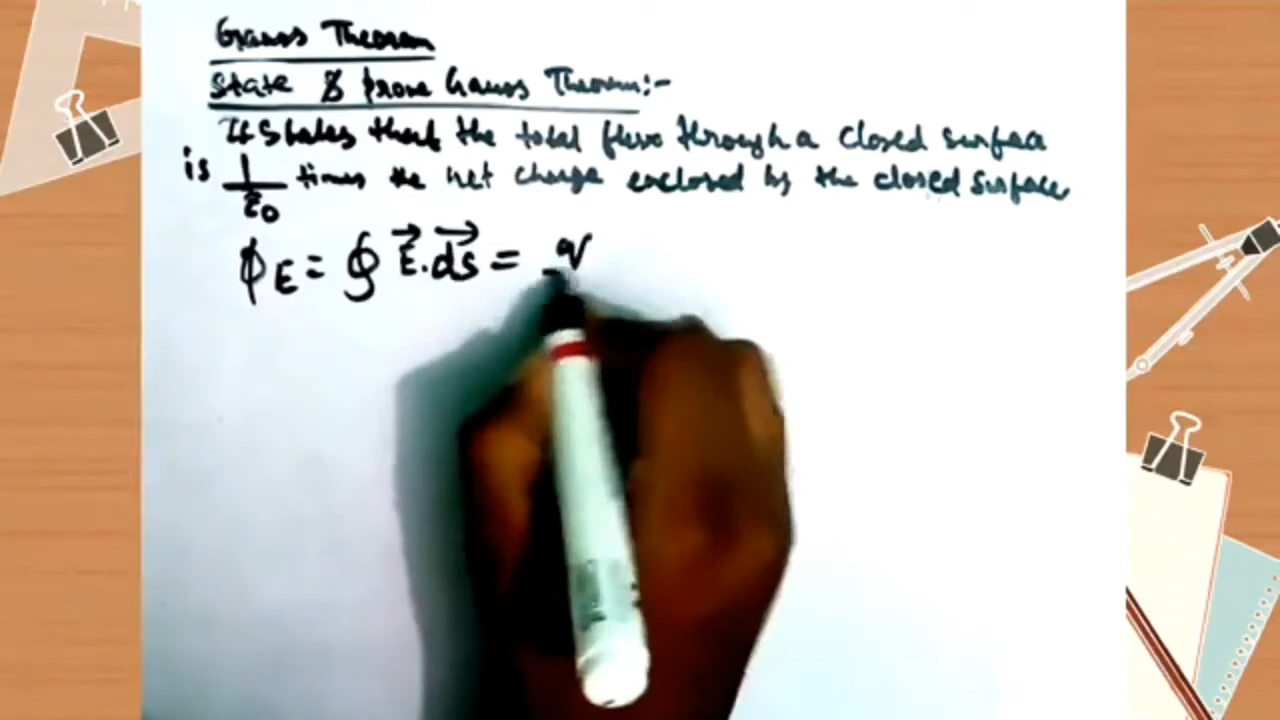 Gauss Theorem
State & prove Gauss Theorem:-
It States that the total flux through a closed surface
is 1/ε0 times the net charge enclosed by the closed surface
ϕE = ∮ E⃗.ds⃗ = q